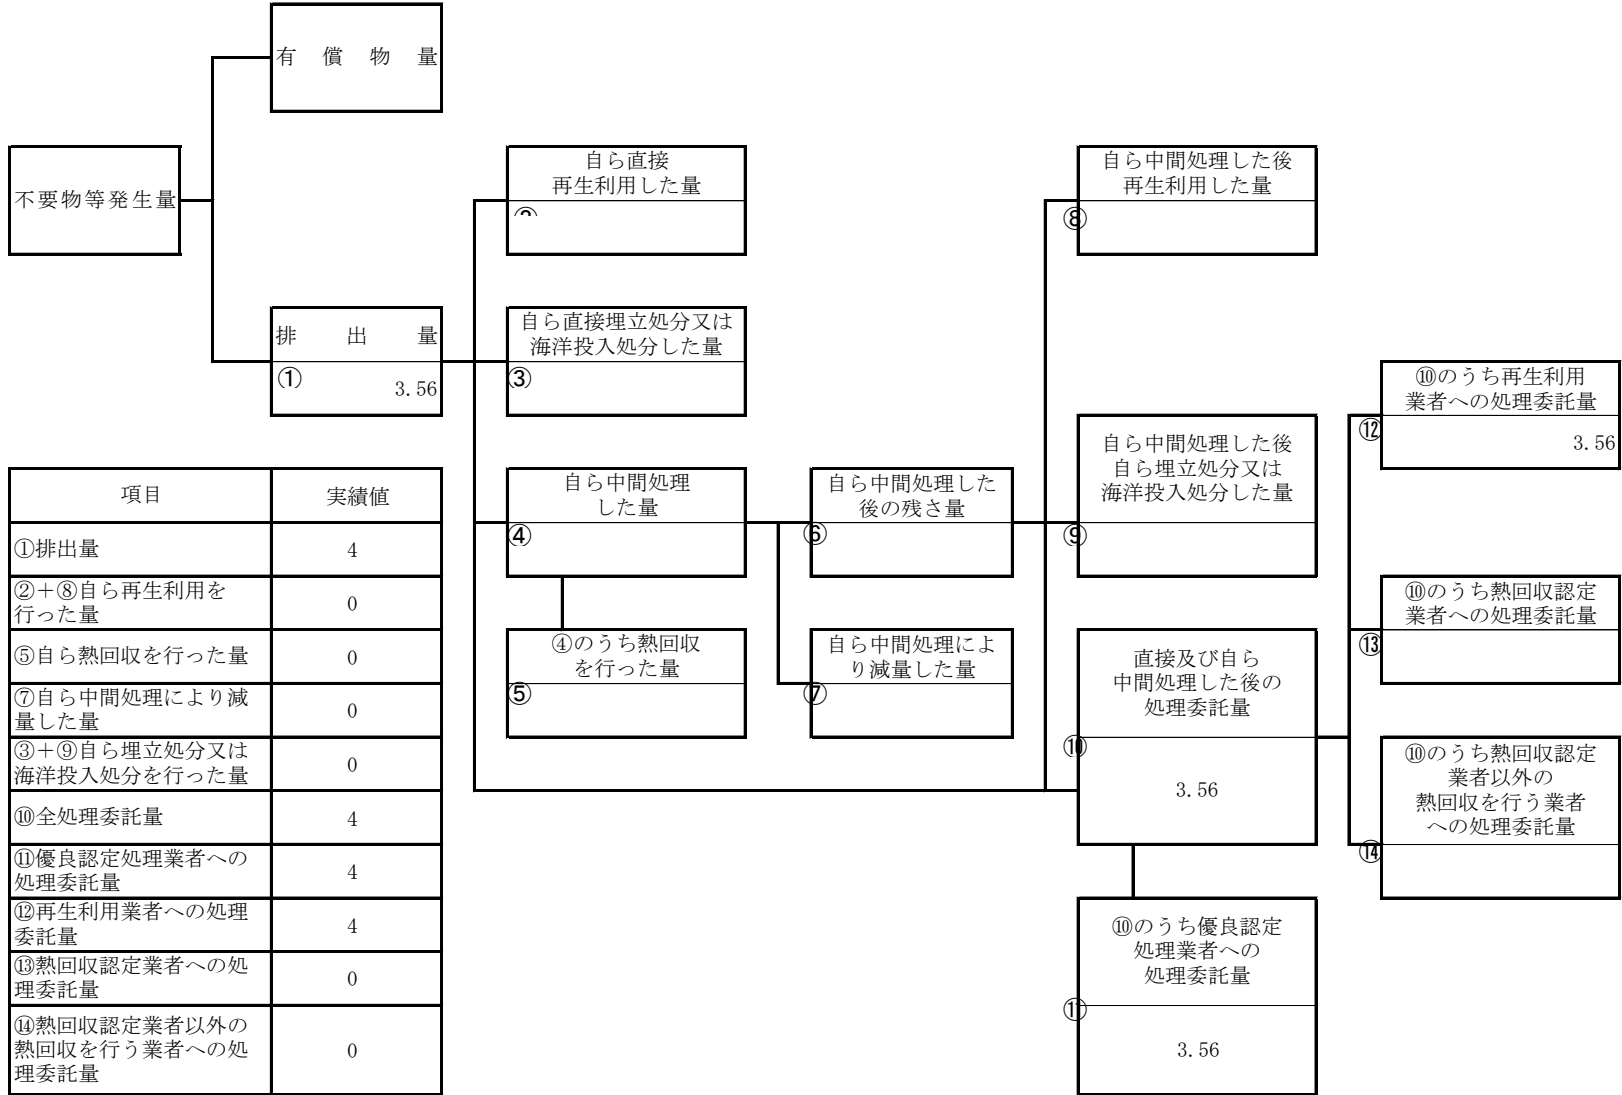 有償物量
不要物等発生量
排出量
①
3.56
自ら直接
再生利用した量
自ら直接埋立処分又は
海洋投入処分した量
③
自ら中間処理
した量
④
④のうち熱回収
を行った量
⑤
自ら中間処理した
後の残さ量
⑥
自ら中間処理によ
り減量した量
⑦
自ら中間処理した後
再生利用した量
⑧
自ら中間処理した後
自ら埋立処分又は
海洋投入処分した量
⑨
直接及び自ら
中間処理した後の
処理委託量
⑩
3.56
⑩のうち優良認定
処理業者への
処理委託量
⑪
3.56
⑩のうち再生利用
業者への処理委託量
⑫
3.56
⑩のうち熱回収認定
業者への処理委託量
⑬
⑩のうち熱回収認定
業者以外の
熱回収を行う業者
への処理委託量
⑭
項目 実績値
①排出量 4
②＋⑧自ら再生利用を
行った量 0
⑤自ら熱回収を行った量 0
⑦自ら中間処理により減
量した量 0
③＋⑨自ら埋立処分又は
海洋投入処分を行った量 0
⑩全処理委託量 4
⑪優良認定処理業者への
処理委託量 4
⑫再生利用業者への処理
委託量 4
⑬熱回収認定業者への処
理委託量 0
⑭熱回収認定業者以外の
熱回収を行う業者への処
理委託量 0